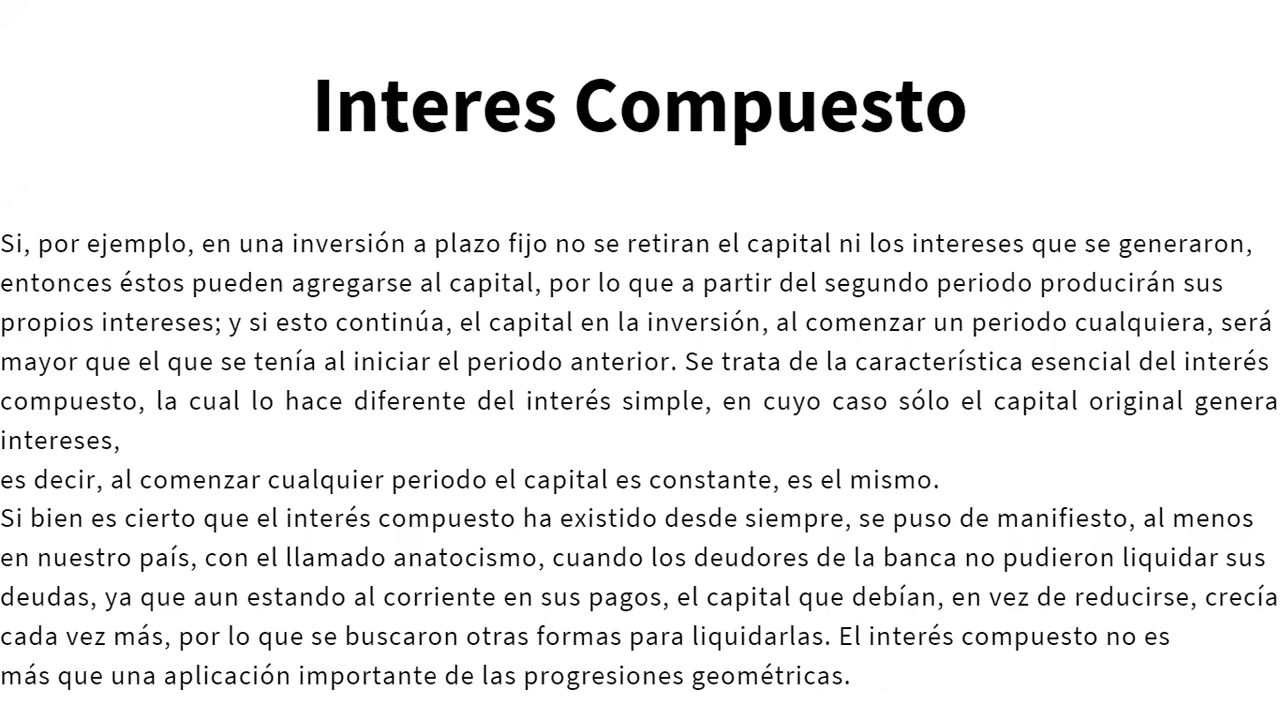 Interes Compuesto
Si, por ejemplo, en una inversión a plazo fijo no se retiran el capital ni los intereses que se generaron,
entonces éstos pueden agregarse al capital, por lo que a partir del segundo periodo producirán sus
propios intereses; y si esto continúa, el capital en la inversión, al comenzar un periodo cualquiera, será
mayor que el que se tenía al iniciar el periodo anterior. Se trata de la característica esencial del interés
compuesto, la cual lo hace diferente del interés simple, en cuyo caso sólo el capital original genera
intereses,
es decir, al comenzar cualquier periodo el capital es constante, es el mismo.
Si bien es cierto que el interés compuesto ha existido desde siempre, se puso de manifiesto, al menos
en nuestro país, con el llamado anatocismo, cuando los deudores de la banca no pudieron liquidar sus
deudas, ya que aun estando al corriente en sus pagos, el capital que debían, en vez de reducirse, crecía
cada vez más, por lo que se buscaron otras formas para liquidarlas. El interés compuesto no es
más que una aplicación importante de las progresiones geométricas.